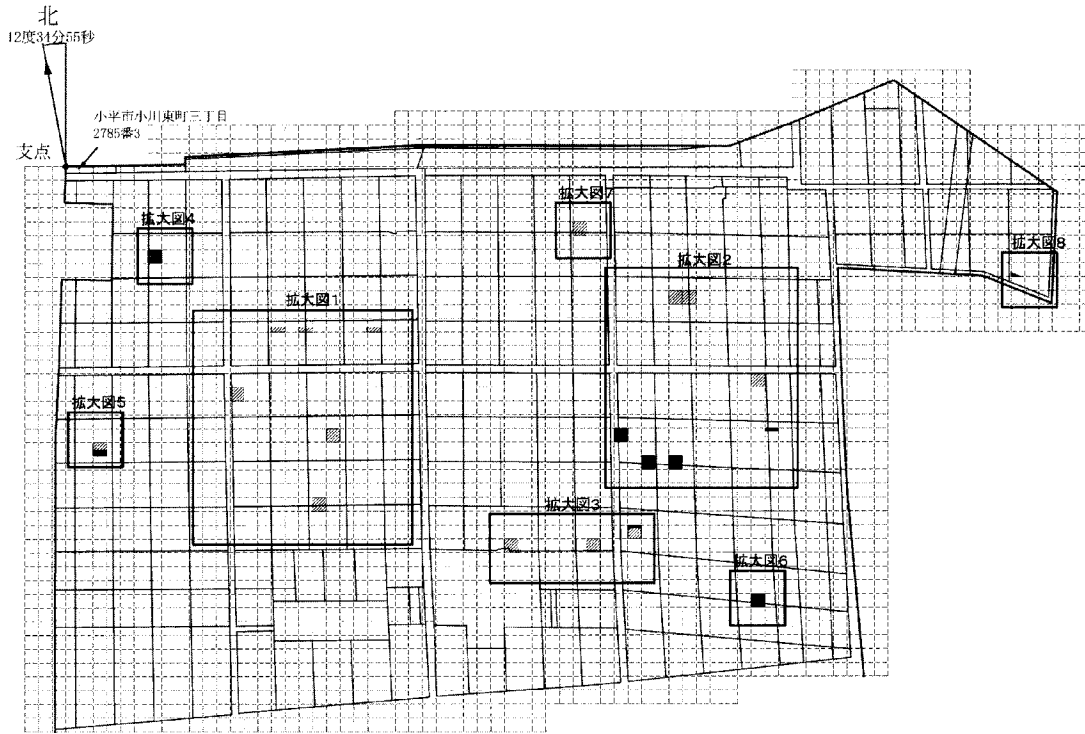 北
12度34分55秒
小平市小川東町三丁目
2785番3
支点
拡大図4
拡大図7
拡大図8
拡大図2
拡大図1
拡大図5
拡大図3
拡大図6